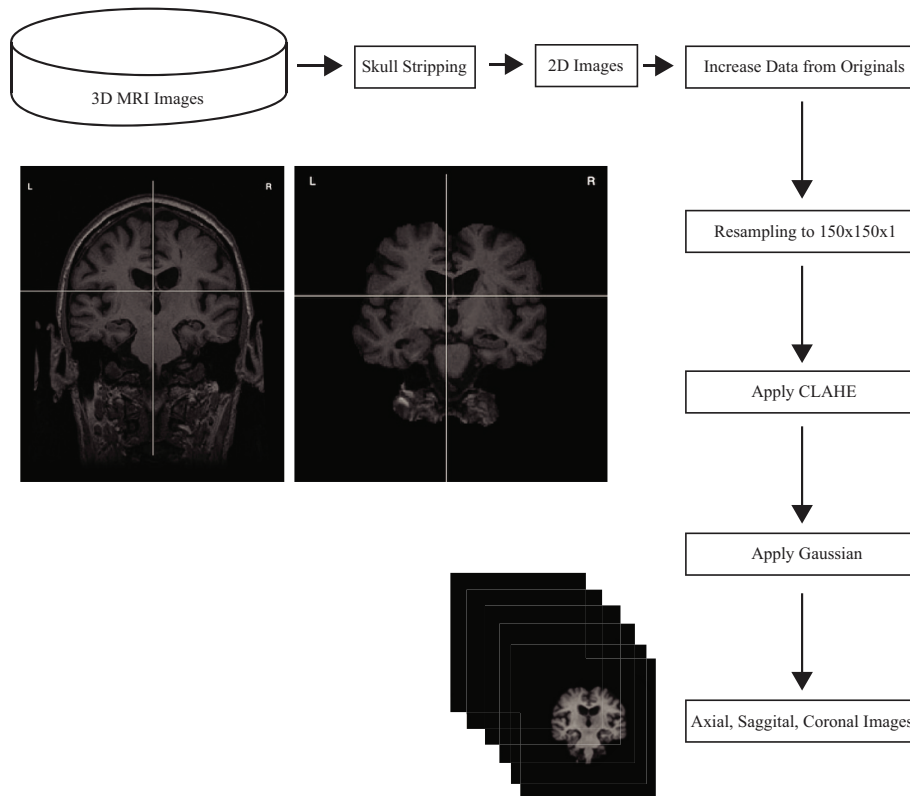 3D MRI Images
Skull Stripping
2D Images
Increase Data from Originals
L
R
L
R
Resampling to 150x150x1
Apply CLAHE
Apply Gaussian
Axial, Saggital, Coronal Images